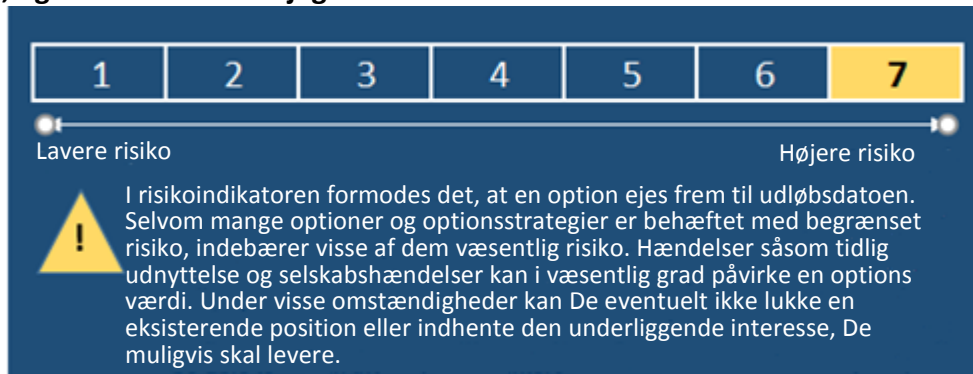 1 2 3 4 5 6 7
Lavere risiko Højere risiko
I risikoindikatoren formodes det, at en option ejes frem til udløbsdatoen.
Selvom mange optioner og optionsstrategier er behæftet med begrænset
! risiko, indebærer visse af dem væsentlig risiko. Hændelser såsom tidlig
udnyttelse og selskabshændelser kan i væsentlig grad påvirke en options
værdi. Under visse omstændigheder kan De eventuelt ikke lukke en
eksisterende position eller indhente den underliggende interesse, De
muligvis skal levere.